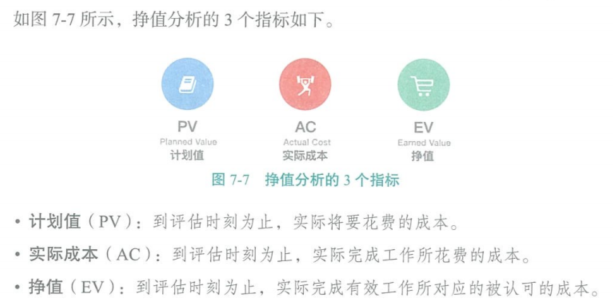 如图 7-7 所示，挣值分析的 3 个指标如下。
PV
AC
EV
Planned Value
Actual Cost
Earned Value
计划值
实际成本
挣值
图 7-7 挣值分析的 3 个指标
• 计划值（PV）：到评估时刻为止，实际将要花费的成本。
• 实际成本（AC）：到评估时刻为止，实际完成工作所花费的成本。
• 挣值（EV）：到评估时刻为止，实际完成有效工作所对应的被认可的成本。